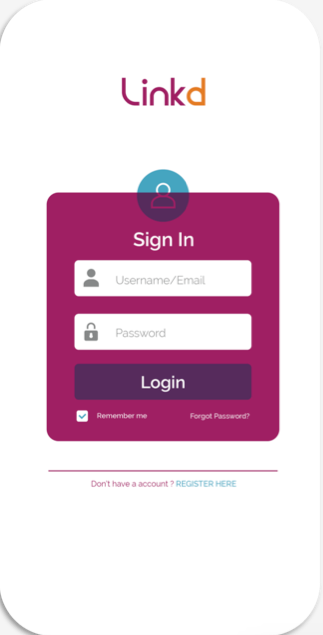 Linkd
Sign In
Username/Email
Password
Login
Remember me
Forgot Password?
Don't have a account ? REGISTER HERE